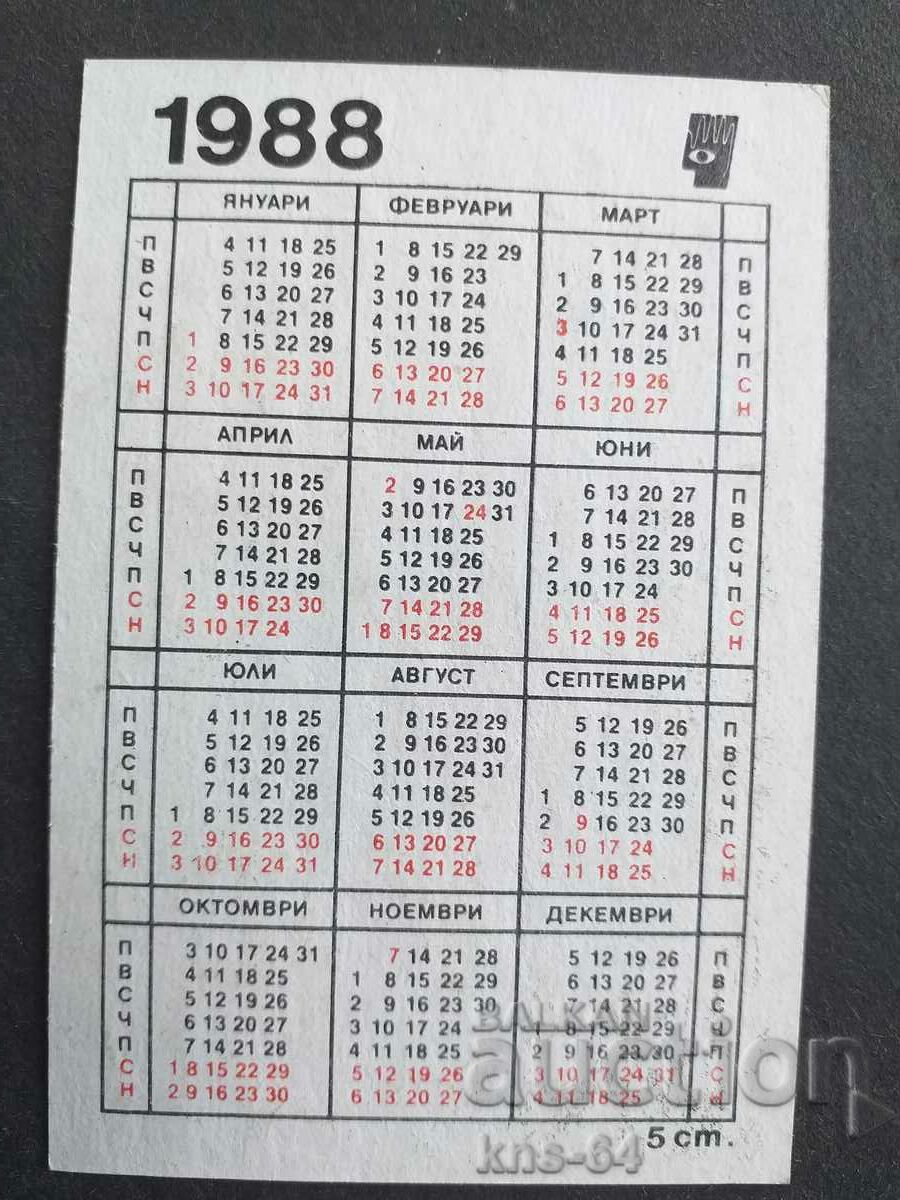 1988
ЯНУАРИ ФЕВРУАРИ МАРТ
П 4 11 18 25 1 8 15 22 29 7 14 21 28 П
В 5 12 19 26 2 9 16 23 1 8 15 22 29 В
С 6 13 20 27 3 10 17 24 2 9 16 23 30 С
Ч 7 14 21 28 4 11 18 25 3 10 17 24 31 Ч
П 1 8 15 22 29 5 12 19 26 4 11 18 25 П
С 2 9 16 23 30 6 13 20 27 5 12 19 26 С
Н 3 10 17 24 31 7 14 21 28 6 13 20 27 Н
АПРИЛ МАЙ ЮНИ
П 4 11 18 25 2 9 16 23 30 6 13 20 27 П
В 5 12 19 26 3 10 17 24 31 7 14 21 28 В
С 6 13 20 27 4 11 18 25 1 8 15 22 29 С
Ч 7 14 21 28 5 12 19 26 2 9 16 23 30 Ч
П 1 8 15 22 29 6 13 20 27 3 10 17 24 П
С 2 9 16 23 30 7 14 21 28 4 11 18 25 С
Н 3 10 17 24 1 8 15 22 29 5 12 19 26 Н
ЮЛИ АВГУСТ СЕПТЕМВРИ
П 4 11 18 25 1 8 15 22 29 5 12 19 26 П
В 5 12 19 26 2 9 16 23 30 6 13 20 27 В
С 6 13 20 27 3 10 17 24 31 7 14 21 28 С
Ч 7 14 21 28 4 11 18 25 1 8 15 22 29 Ч
П 1 8 15 22 29 5 12 19 26 2 9 16 23 30 П
С 2 9 16 23 30 6 13 20 27 3 10 17 24 С
Н 3 10 17 24 31 7 14 21 28 4 11 18 25 Н
ОКТОМВРИ НОЕМВРИ ДЕКЕМВРИ
П 3 10 17 24 31 7 14 21 28 5 12 19 26 П
В 4 11 18 25 1 8 15 22 29 6 13 20 27 В
С 5 12 19 26 2 9 16 23 30 7 14 21 28 С
Ч 6 13 20 27 3 10 17 24 1 8 15 22 29 Ч
П 7 14 21 28 4 11 18 25 2 9 16 23 30 П
С 1 8 15 22 29 5 12 19 26 3 10 17 24 31 С
Н 2 9 16 23 30 6 13 20 27 4 11 18 25 Н
BALKAN
auction
5 cm.
kns-64